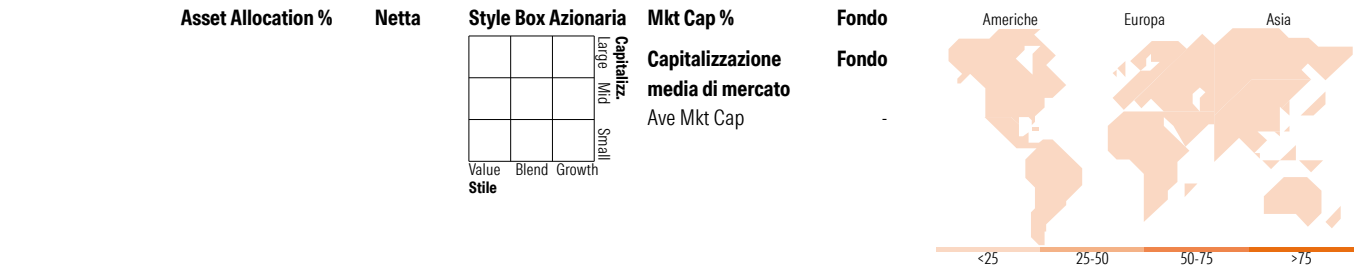 Asset Allocation % Netta
Style Box Azionaria
Large Mid Small
Capitalizz.
Value Blend Growth
Stile
Mkt Cap % Fondo
Capitalizzazione Fondo
media di mercato
Ave Mkt Cap -
Americhe Europa Asia
<25 25-50 50-75 >75